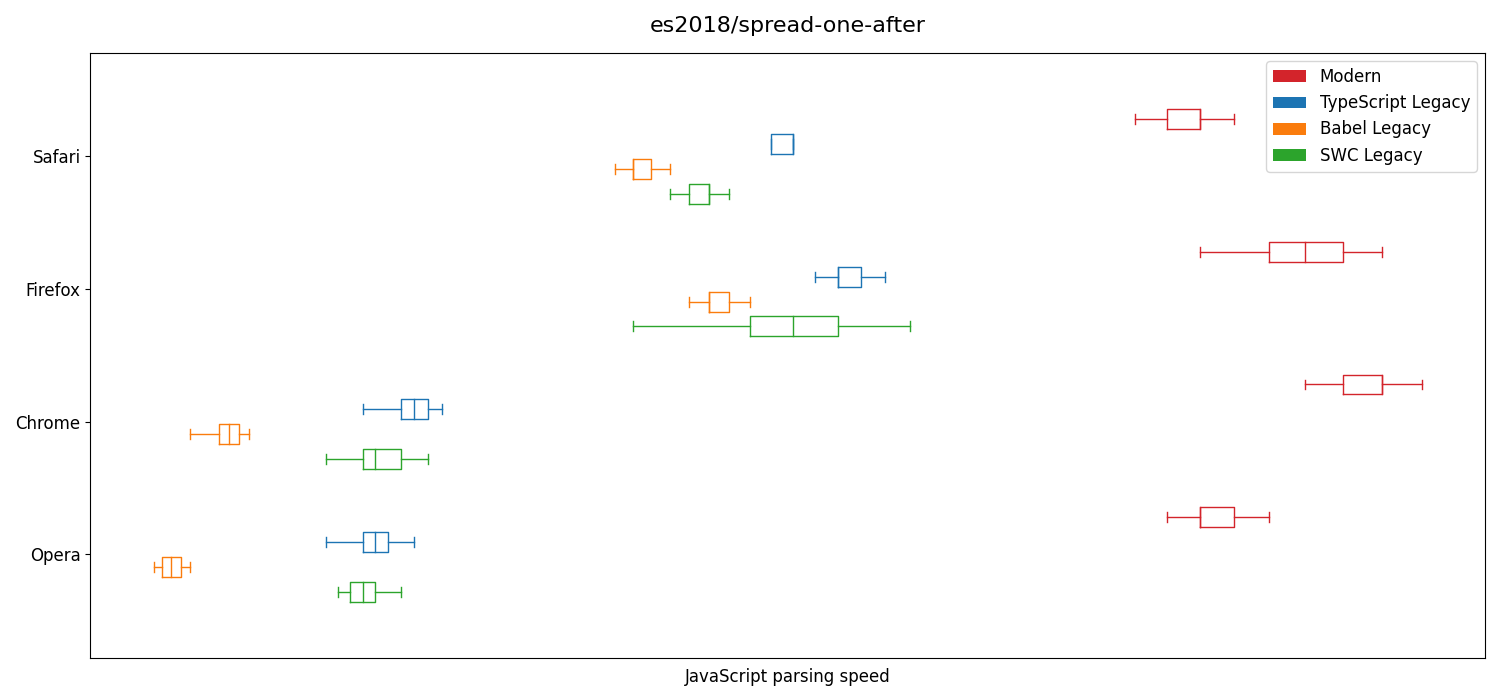 es2018/spread-one-after
Modern
TypeScript Legacy
Babel Legacy
SWC Legacy
Safari
Firefox
Chrome
Opera
JavaScript parsing speed